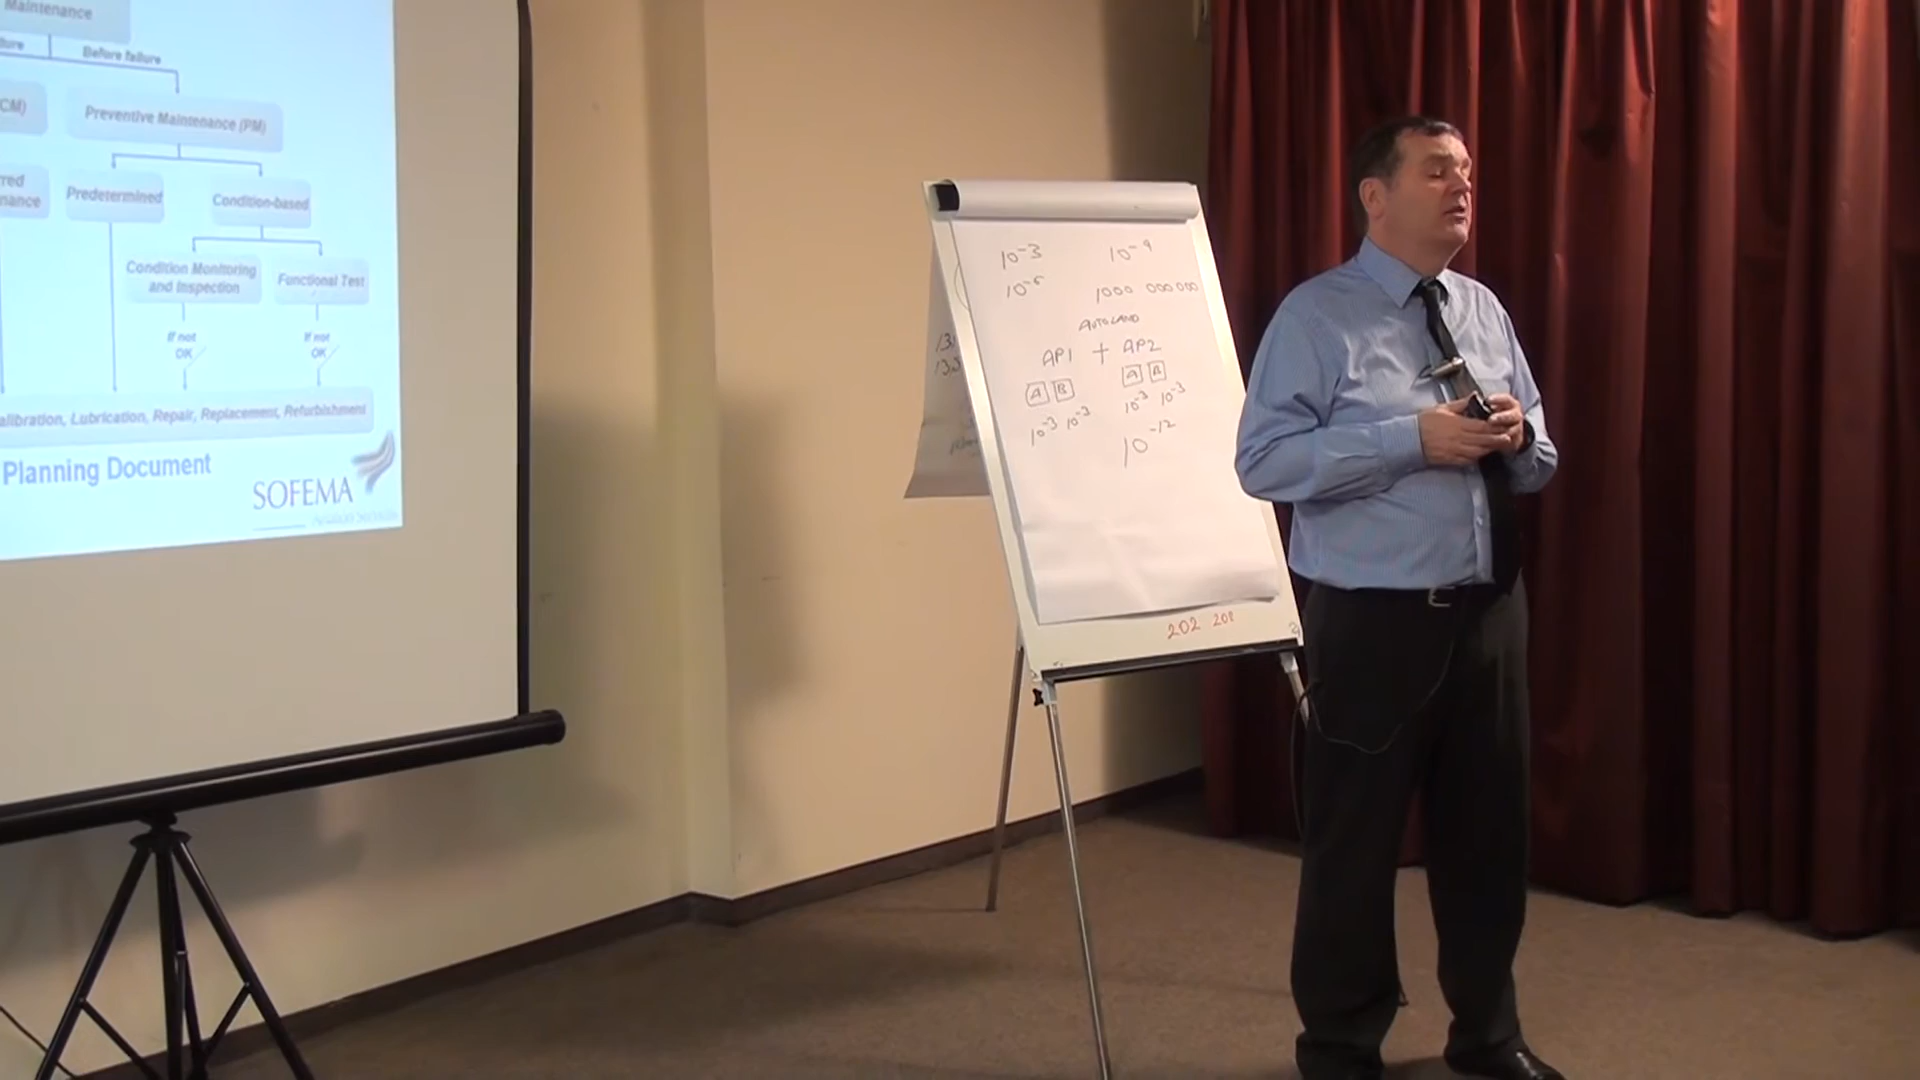 Maintenance
Before failure
CM)
Preventive Maintenance (PM)
Predetermined
Condition-based
Condition Monitoring
and Inspection
Functional Test
If not
OK
If not
OK
Calibration, Lubrication, Repair, Replacement, Refurbishment
Planning Document
SOFEMA
Aviation Services
10⁻³ 10⁻⁹
10⁻⁶ 1000 000 000
AUTOLAND
AP1 + AP2
A B A B
10⁻³ 10⁻³ 10⁻³ 10⁻³
10⁻¹²
202 208